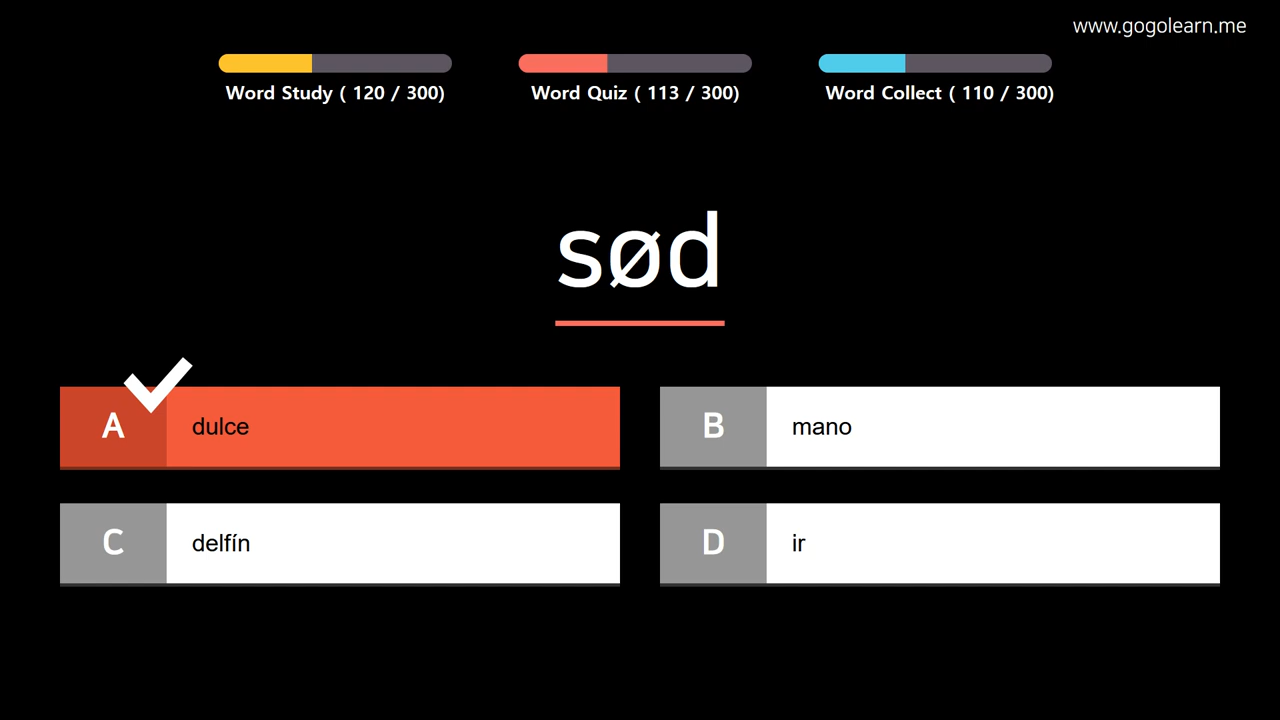 www.gogolearn.me
Word Study ( 120 / 300)
Word Quiz ( 113 / 300)
Word Collect ( 110 / 300)
sød
A dulce
B mano
C delfín
D ir